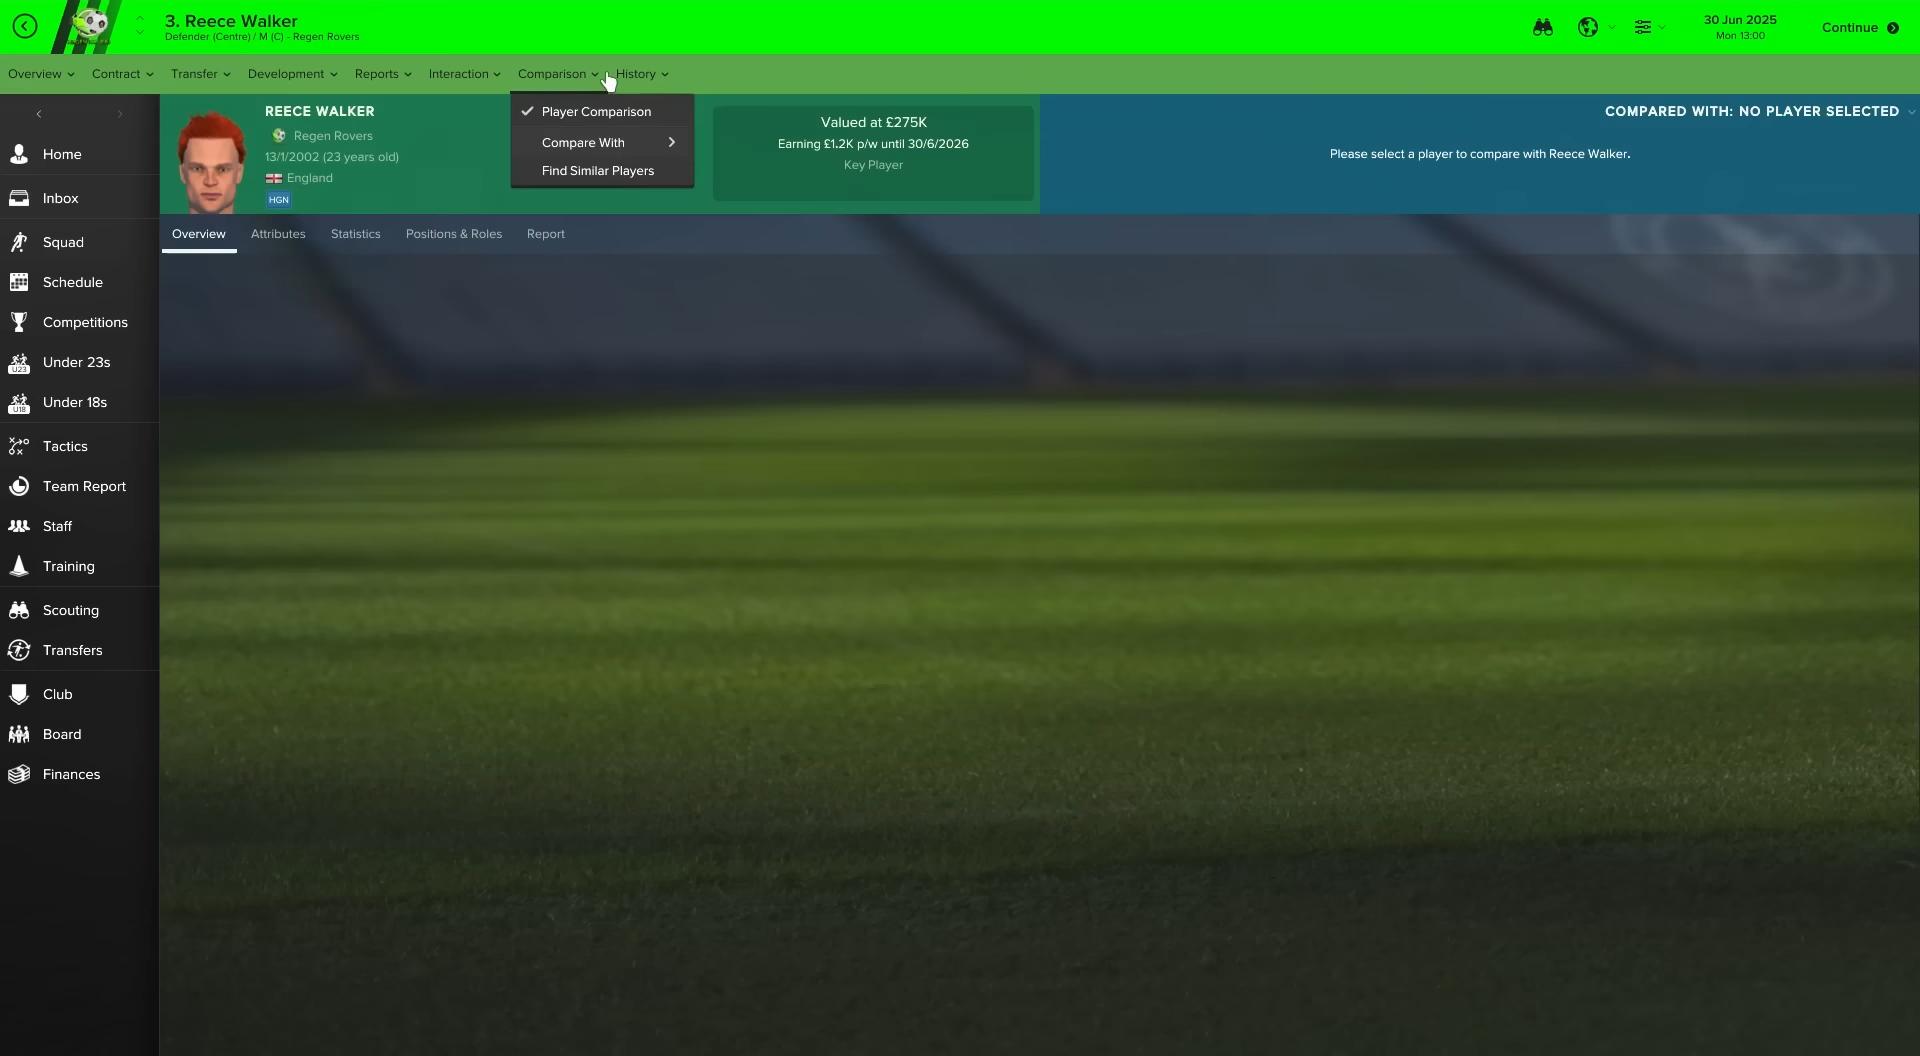 3. Reece Walker
Defender (Centre) / M (C) - Regen Rovers
30 Jun 2025
Mon 13:00
Continue
Overview
Contract
Transfer
Development
Reports
Interaction
Comparison
History
Player Comparison
Compare With
Find Similar Players
REECE WALKER
Regen Rovers
13/1/2002 (23 years old)
England
HGN
Valued at £275K
Earning £1.2K p/w until 30/6/2026
Key Player
COMPARED WITH: NO PLAYER SELECTED
Please select a player to compare with Reece Walker.
Overview
Attributes
Statistics
Positions & Roles
Report
Home
Inbox
Squad
Schedule
Competitions
U23
Under 23s
U18
Under 18s
Tactics
Team Report
Staff
Training
Scouting
Transfers
Club
Board
Finances